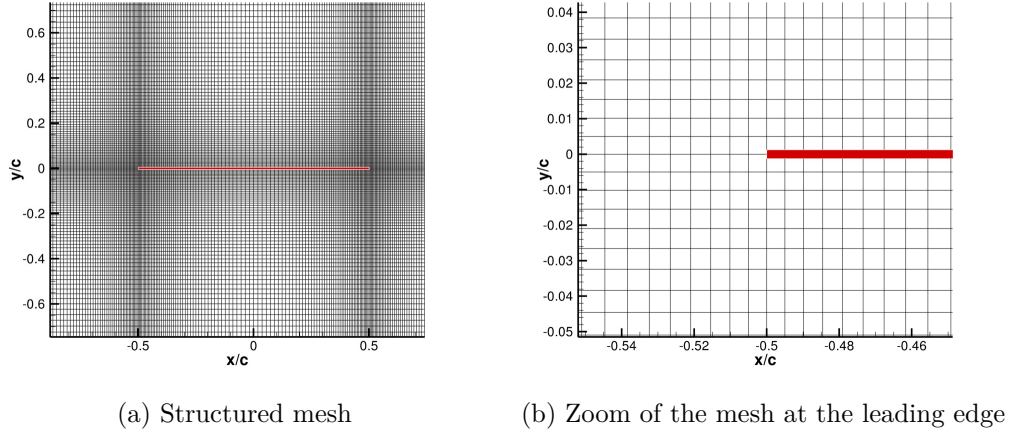 0.6
0.4
0.2
0
-0.2
-0.4
-0.6
y/c
-0.5 0 0.5
x/c
0.04
0.03
0.02
0.01
0
-0.01
-0.02
-0.03
-0.04
-0.05
y/c
-0.54 -0.52 -0.5 -0.48 -0.46
x/c
(a) Structured mesh
(b) Zoom of the mesh at the leading edge